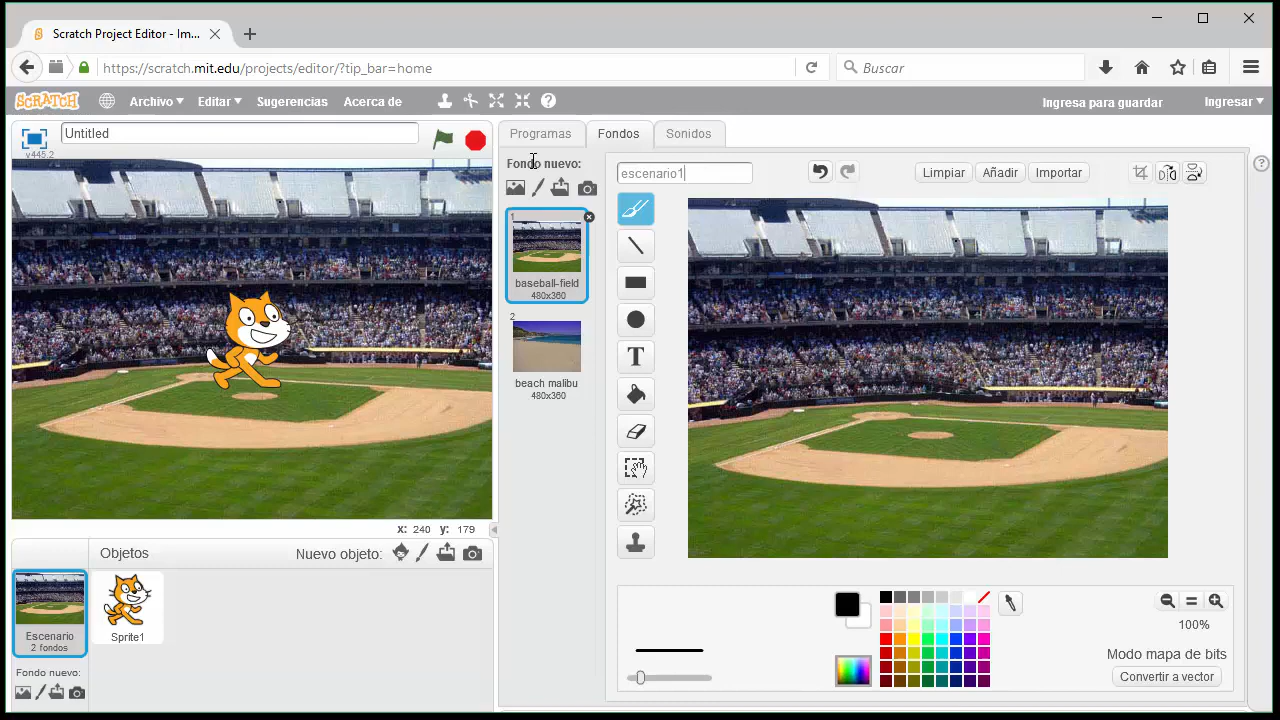 Scratch Project Editor - Im...
https://scratch.mit.edu/projects/editor/?tip_bar=home
Buscar
SCRATCH
Archivo
Editar
Sugerencias
Acerca de
Ingresa para guardar
Ingresar
Untitled
v445.2
Programas
Fondos
Sonidos
Fondo nuevo:
escenario1
Limpiar
Añadir
Importar
1
baseball-field
480x360
2
beach malibu
480x360
T
x: 240 y: 179
Objetos
Nuevo objeto:
Escenario
2 fondos
Sprite1
Fondo nuevo:
100%
Modo mapa de bits
Convertir a vector